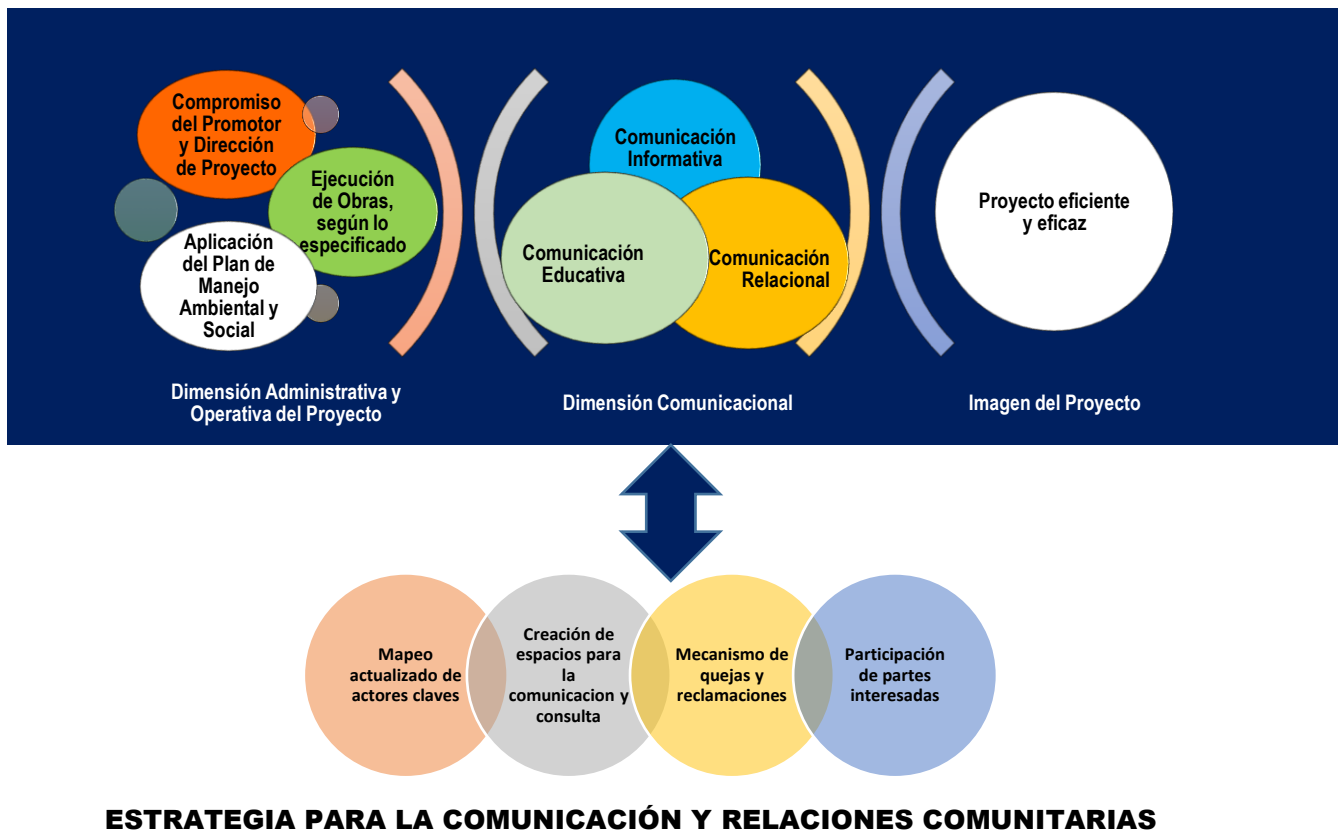 Compromiso
del Promotor
y Dirección
de Proyecto
Ejecución
de Obras,
según lo
especificado
Aplicación
del Plan de
Manejo
Ambiental y
Social
Dimensión Administrativa y
Operativa del Proyecto
Comunicación
Informativa
Comunicación
Educativa
Comunicación
Relacional
Dimensión Comunicacional
Proyecto eficiente
y eficaz
Imagen del Proyecto
Mapeo
actualizado de
actores claves
Creación de
espacios para
la
comunicacion y
consulta
Mecanismo de
quejas y
reclamaciones
Participación
de partes
interesadas
ESTRATEGIA PARA LA COMUNICACIÓN Y RELACIONES COMUNITARIAS